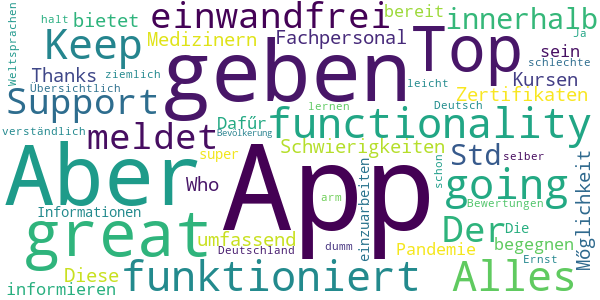 halt bietet einwandfrei bereit innerhalb
Weltsprachen Keep Medizinern Fachpersonal Top Ja
Thanks ziemlich geben sein schlechte
Übersichtlich Kursen
Support leicht Zertifikaten
verständlich meldet Dafür lernen functionality Deutsch
Bevölkerung
Aber App Schwierigkeiten Std selber
super
Who einzuarbeiten schon going Möglichkeit
arm
Informationen great Bewertungen
umfassend Der Die
Deutschland dumm Pandemie begegnen
Diese funktioniert Alles Ernst
informieren